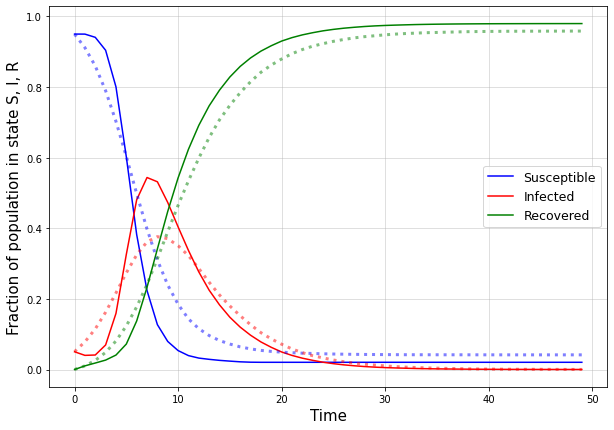 Fraction of population in state S, I, R
1.0
0.8
0.6
0.4
0.2
0.0
Susceptible
Infected
Recovered
0
10
20
30
40
50
Time